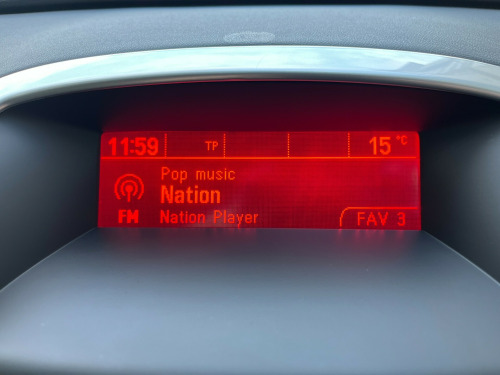 11:59 TP 15 °C
Pop music
Nation
FM Nation Player FAV 3